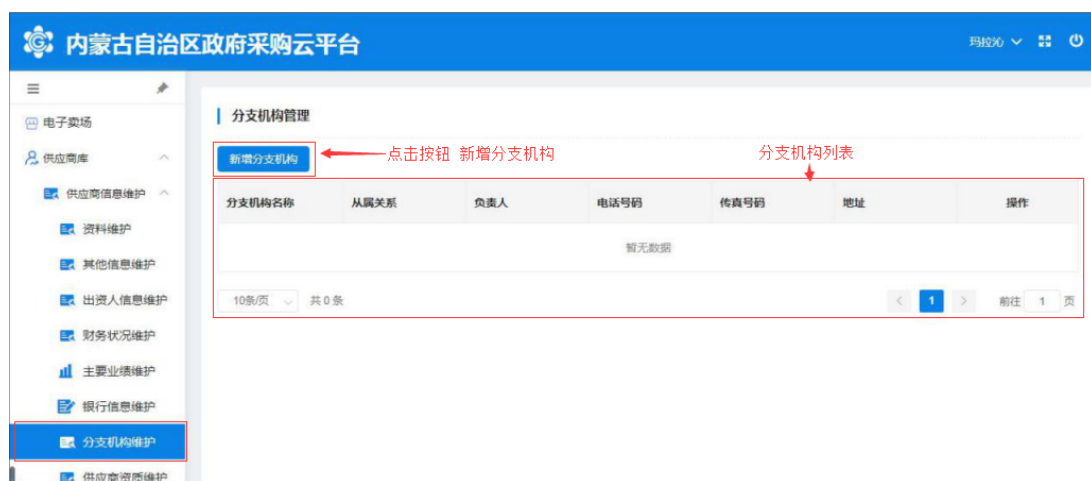 内蒙古自治区政府采购云平台
玛拉沁
电子卖场
供应商库
供应商信息维护
资料维护
其他信息维护
出资人信息维护
财务状况维护
主要业绩维护
银行信息维护
分支机构维护
供应商资质维护
分支机构管理
新增分支机构
点击按钮 新增分支机构
分支机构列表
分支机构名称 从属关系 负责人 电话号码 传真号码 地址 操作
暂无数据
10条/页 共 0 条 < 1 > 前往 1 页